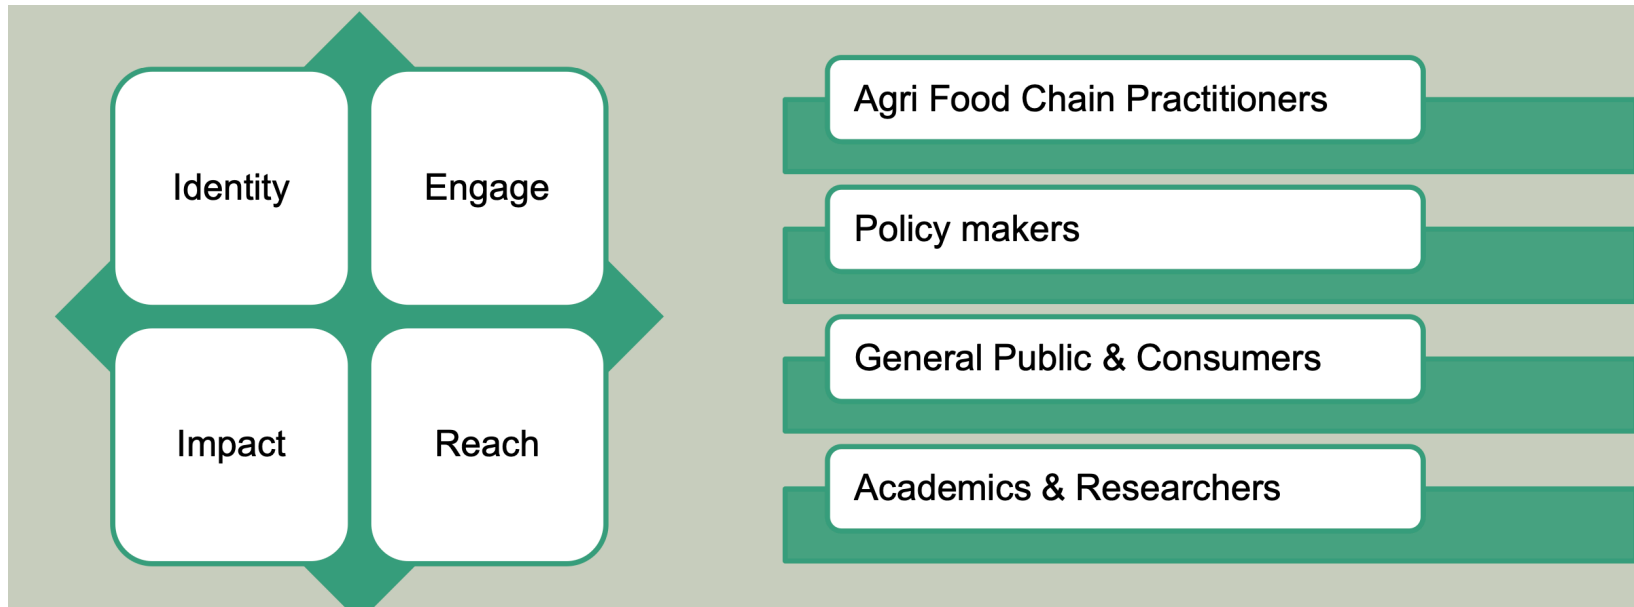 Identity
Engage
Impact
Reach
Agri Food Chain Practitioners
Policy makers
General Public & Consumers
Academics & Researchers